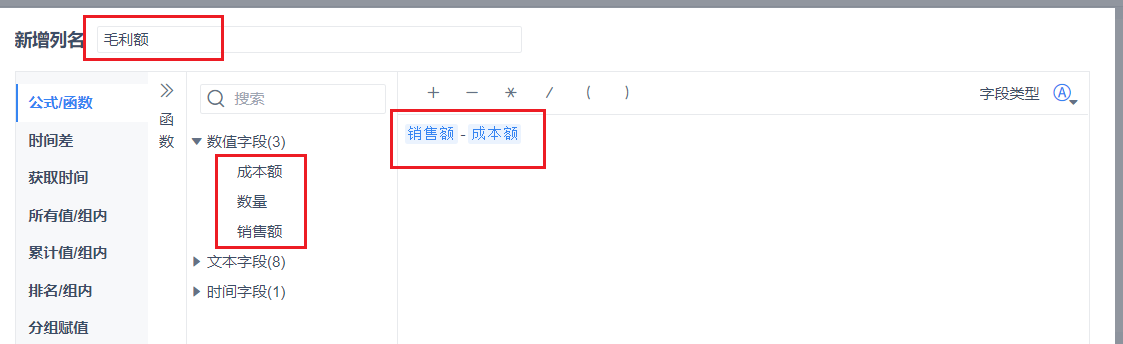 新增列名 毛利额
公式/函数
时间差
获取时间
所有值/组内
累计值/组内
排名/组内
分组赋值
函
数
搜索
数值字段(3)
成本额
数量
销售额
文本字段(8)
时间字段(1)
+ - * / ( )
字段类型 A
销售额 - 成本额